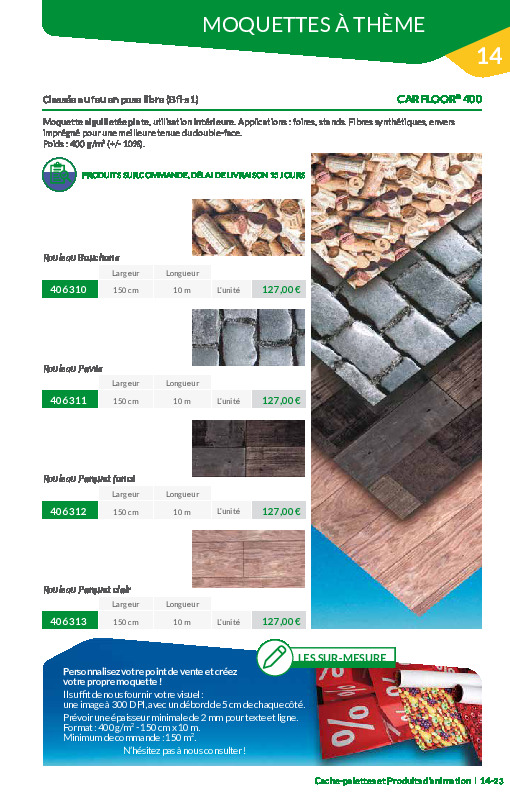 MOQUETTES À THÈME
14
Classés au feu en pose libre (Bfl-s1)
CARFLOOR® 400
Moquette aiguilletée plate, utilisation intérieure. Applications : foires, stands. Fibres synthétiques, envers
imprégné pour une meilleure tenue du double-face.
Poids : 400 g/m² (+/- 10%).
PRODUITS SUR COMMANDE, DÉLAI DE LIVRAISON 15 JOURS
Rouleau Bouchons
Largeur Longueur
406310 150 cm 10 m L'unité 127,00 €
Rouleau Pavés
Largeur Longueur
406311 150 cm 10 m L'unité 127,00 €
Rouleau Parquet foncé
Largeur Longueur
406312 150 cm 10 m L'unité 127,00 €
Rouleau Parquet clair
Largeur Longueur
406313 150 cm 10 m L'unité 127,00 €
LES SUR-MESURE
Personnalisez votre point de vente et créez
votre propre moquette !
Il suffit de nous fournir votre visuel :
une image à 300 DPI, avec un débord de 5 cm de chaque côté.
Prévoir une épaisseur minimale de 2 mm pour texte et ligne.
Format : 400 g/m² - 150 cm x 10 m.
Minimum de commande : 150 m².
N'hésitez pas à nous consulter !
%
%
Cache-palettes et Produits d'animation | 14-23